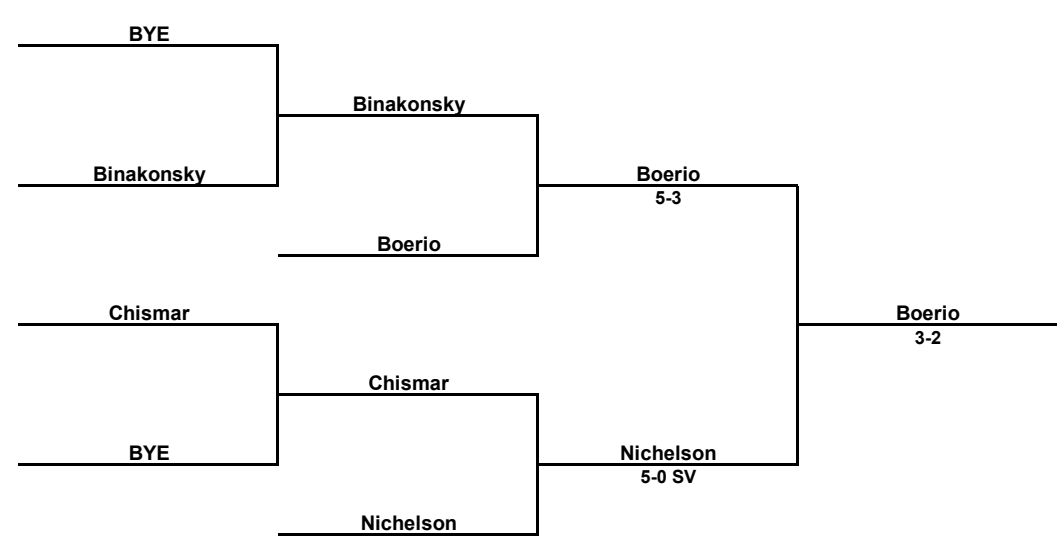 BYE
Binakonsky
Binakonsky
Boerio
5-3
Boerio
Chismar
Boerio
3-2
Chismar
BYE
Nichelson
5-0 SV
Nichelson